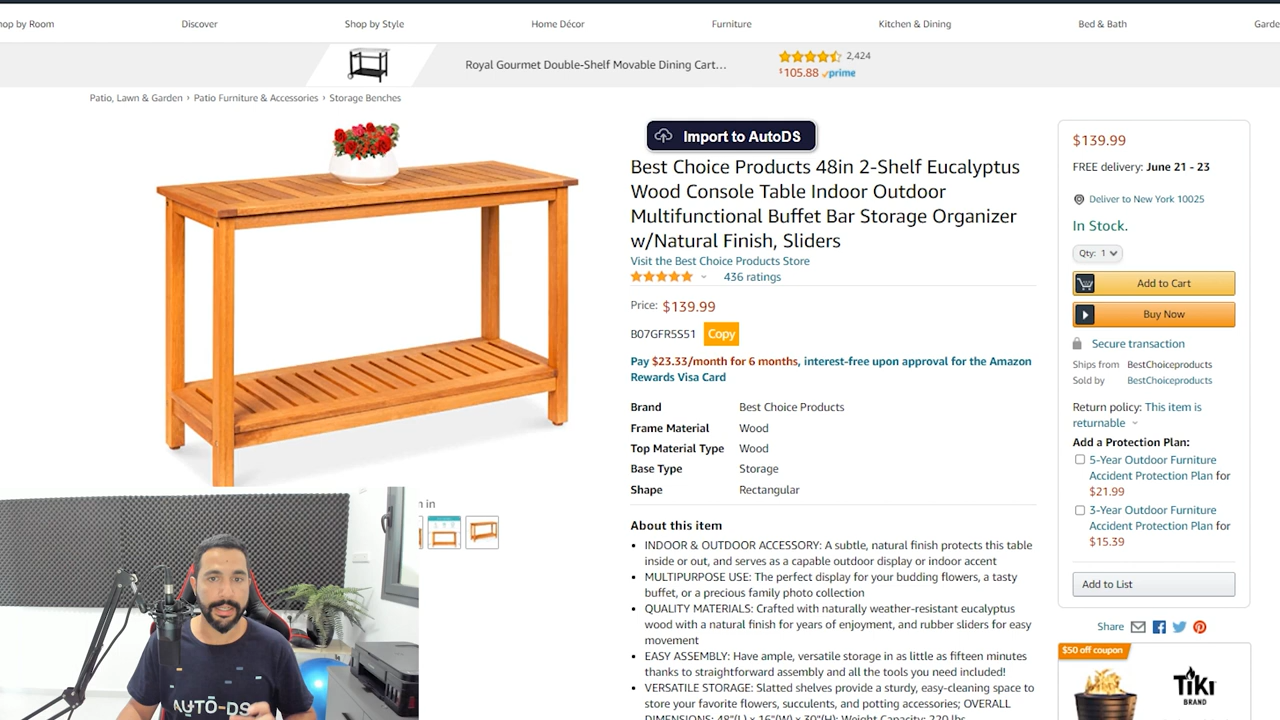 hop by Room
Discover
Shop by Style
Home Décor
Furniture
Kitchen & Dining
Bed & Bath
Garde
Royal Gourmet Double-Shelf Movable Dining Cart…
2,424
$105.88 prime
Patio, Lawn & Garden › Patio Furniture & Accessories › Storage Benches
Import to AutoDS
Best Choice Products 48in 2-Shelf Eucalyptus
Wood Console Table Indoor Outdoor
Multifunctional Buffet Bar Storage Organizer
w/Natural Finish, Sliders
Visit the Best Choice Products Store
436 ratings
Price: $139.99
B07GFR5S51 Copy
Pay $23.33/month for 6 months, interest-free upon approval for the Amazon
Rewards Visa Card
Brand Best Choice Products
Frame Material Wood
Top Material Type Wood
Base Type Storage
Shape Rectangular
About this item
• INDOOR & OUTDOOR ACCESSORY: A subtle, natural finish protects this table
inside or out, and serves as a capable outdoor display or indoor accent
• MULTIPURPOSE USE: The perfect display for your budding flowers, a tasty
buffet, or a precious family photo collection
• QUALITY MATERIALS: Crafted with naturally weather-resistant eucalyptus
wood with a natural finish for years of enjoyment, and rubber sliders for easy
movement
• EASY ASSEMBLY: Have ample, versatile storage in as little as fifteen minutes
thanks to straightforward assembly and all the tools you need included!
• VERSATILE STORAGE: Slatted shelves provide a sturdy, easy-cleaning space to
store your favorite flowers, succulents, and potting accessories; OVERALL
DIMENSIONS: 48"(L) x 16"(W) x 30"(H); Weight Capacity: 220 lbs
$139.99
FREE delivery: June 21 - 23
Deliver to New York 10025
In Stock.
Qty: 1
Add to Cart
Buy Now
Secure transaction
Ships from BestChoiceproducts
Sold by BestChoiceproducts
Return policy: This item is
returnable
Add a Protection Plan:
5-Year Outdoor Furniture
Accident Protection Plan for
$21.99
3-Year Outdoor Furniture
Accident Protection Plan for
$15.39
Add to List
Share
$50 off coupon
TIKI
BRAND
n in
AUTO-DS